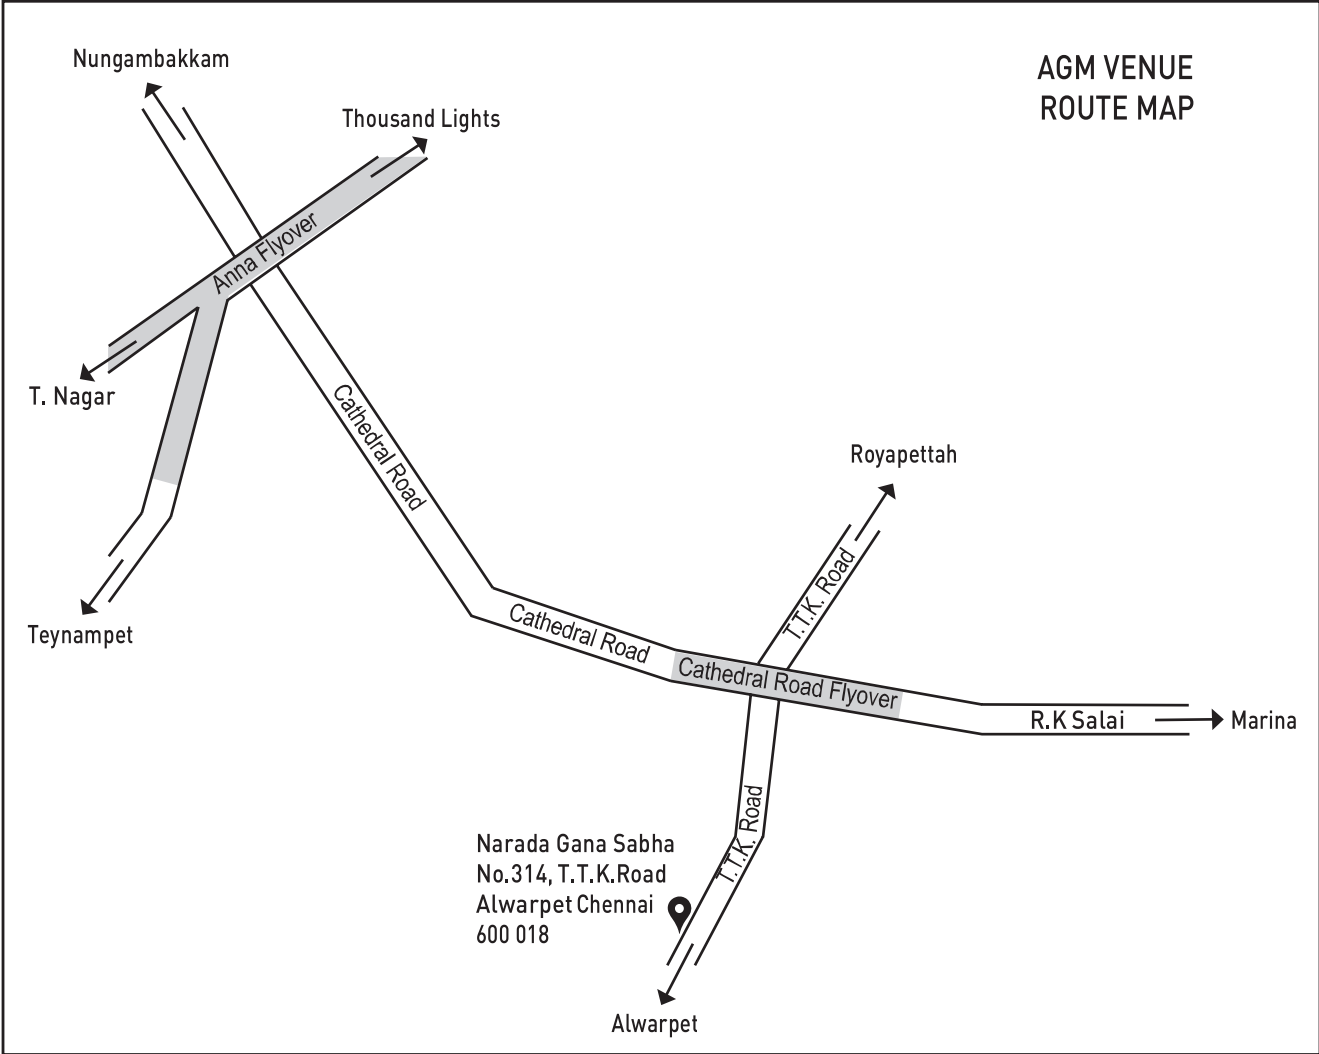 AGM VENUE
ROUTE MAP
Nungambakkam
Thousand Lights
Anna Flyover
T. Nagar
Cathedral Road
Teynampet
Royapettah
T.T.K. Road
Cathedral Road
Cathedral Road Flyover
R.K Salai
Marina
T.T.K. Road
T.T.K. Road
Narada Gana Sabha
No.314, T.T.K.Road
Alwarpet Chennai
600 018
Alwarpet